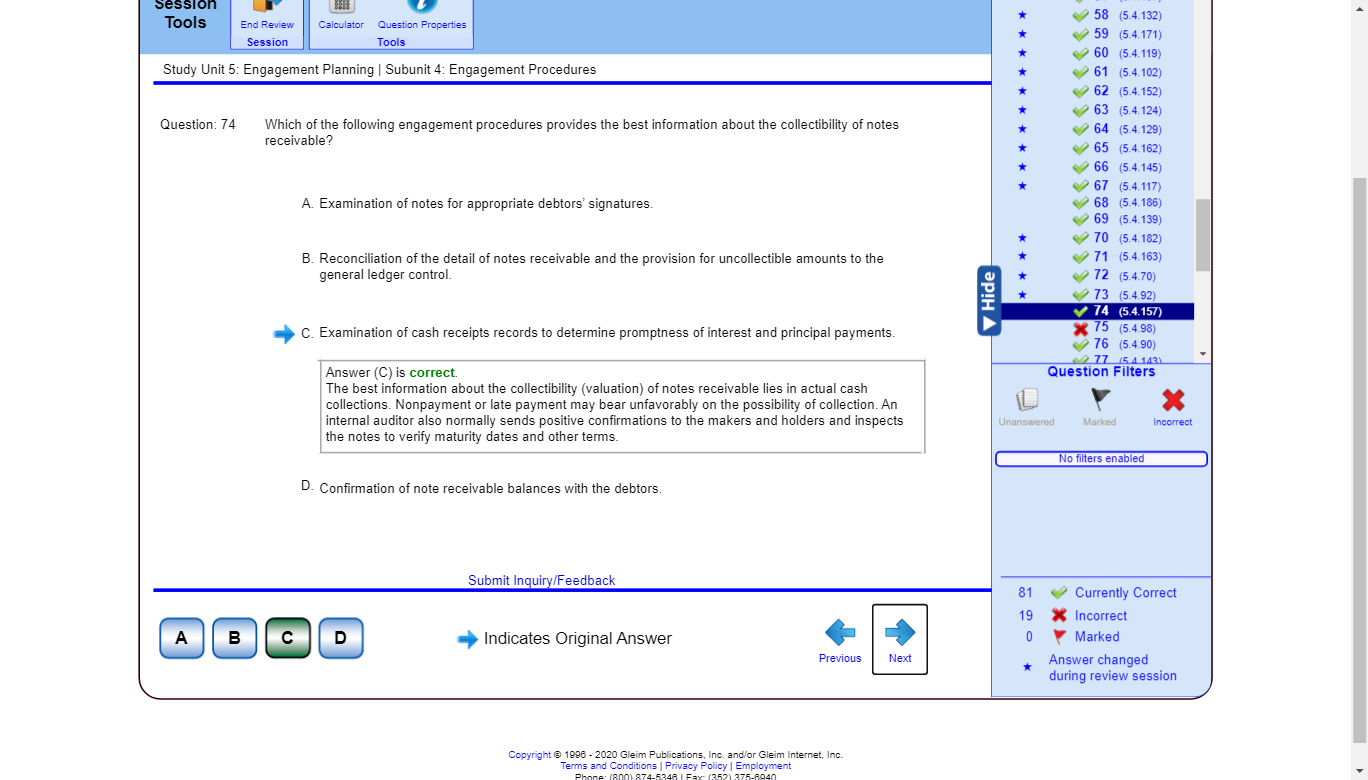 Session
Tools
End Review
Session
Calculator
Question Properties
Tools
Study Unit 5: Engagement Planning | Subunit 4: Engagement Procedures
Question: 74
Which of the following engagement procedures provides the best information about the collectibility of notes
receivable?
A. Examination of notes for appropriate debtors' signatures.
B. Reconciliation of the detail of notes receivable and the provision for uncollectible amounts to the
general ledger control.
C. Examination of cash receipts records to determine promptness of interest and principal payments.
Answer (C) is correct.
The best information about the collectibility (valuation) of notes receivable lies in actual cash
collections. Nonpayment or late payment may bear unfavorably on the possibility of collection. An
internal auditor also normally sends positive confirmations to the makers and holders and inspects
the notes to verify maturity dates and other terms.
D. Confirmation of note receivable balances with the debtors.
Submit Inquiry/Feedback
A B C D
Indicates Original Answer
Previous
Next
Hide
58 (5.4.132)
59 (5.4.171)
60 (5.4.119)
61 (5.4.102)
62 (5.4.152)
63 (5.4.124)
64 (5.4.129)
65 (5.4.162)
66 (5.4.145)
67 (5.4.117)
68 (5.4.186)
69 (5.4.139)
70 (5.4.182)
71 (5.4.163)
72 (5.4.70)
73 (5.4.92)
74 (5.4.157)
75 (5.4.98)
76 (5.4.90)
77 (5.4.143)
Question Filters
Unanswered
Marked
Incorrect
No filters enabled
81 Currently Correct
19 Incorrect
0 Marked
Answer changed
during review session
Copyright © 1996 - 2020 Gleim Publications, Inc. and/or Gleim Internet, Inc.
Terms and Conditions | Privacy Policy | Employment
Phone: (800) 874-5346 | Fax: (352) 375-6940